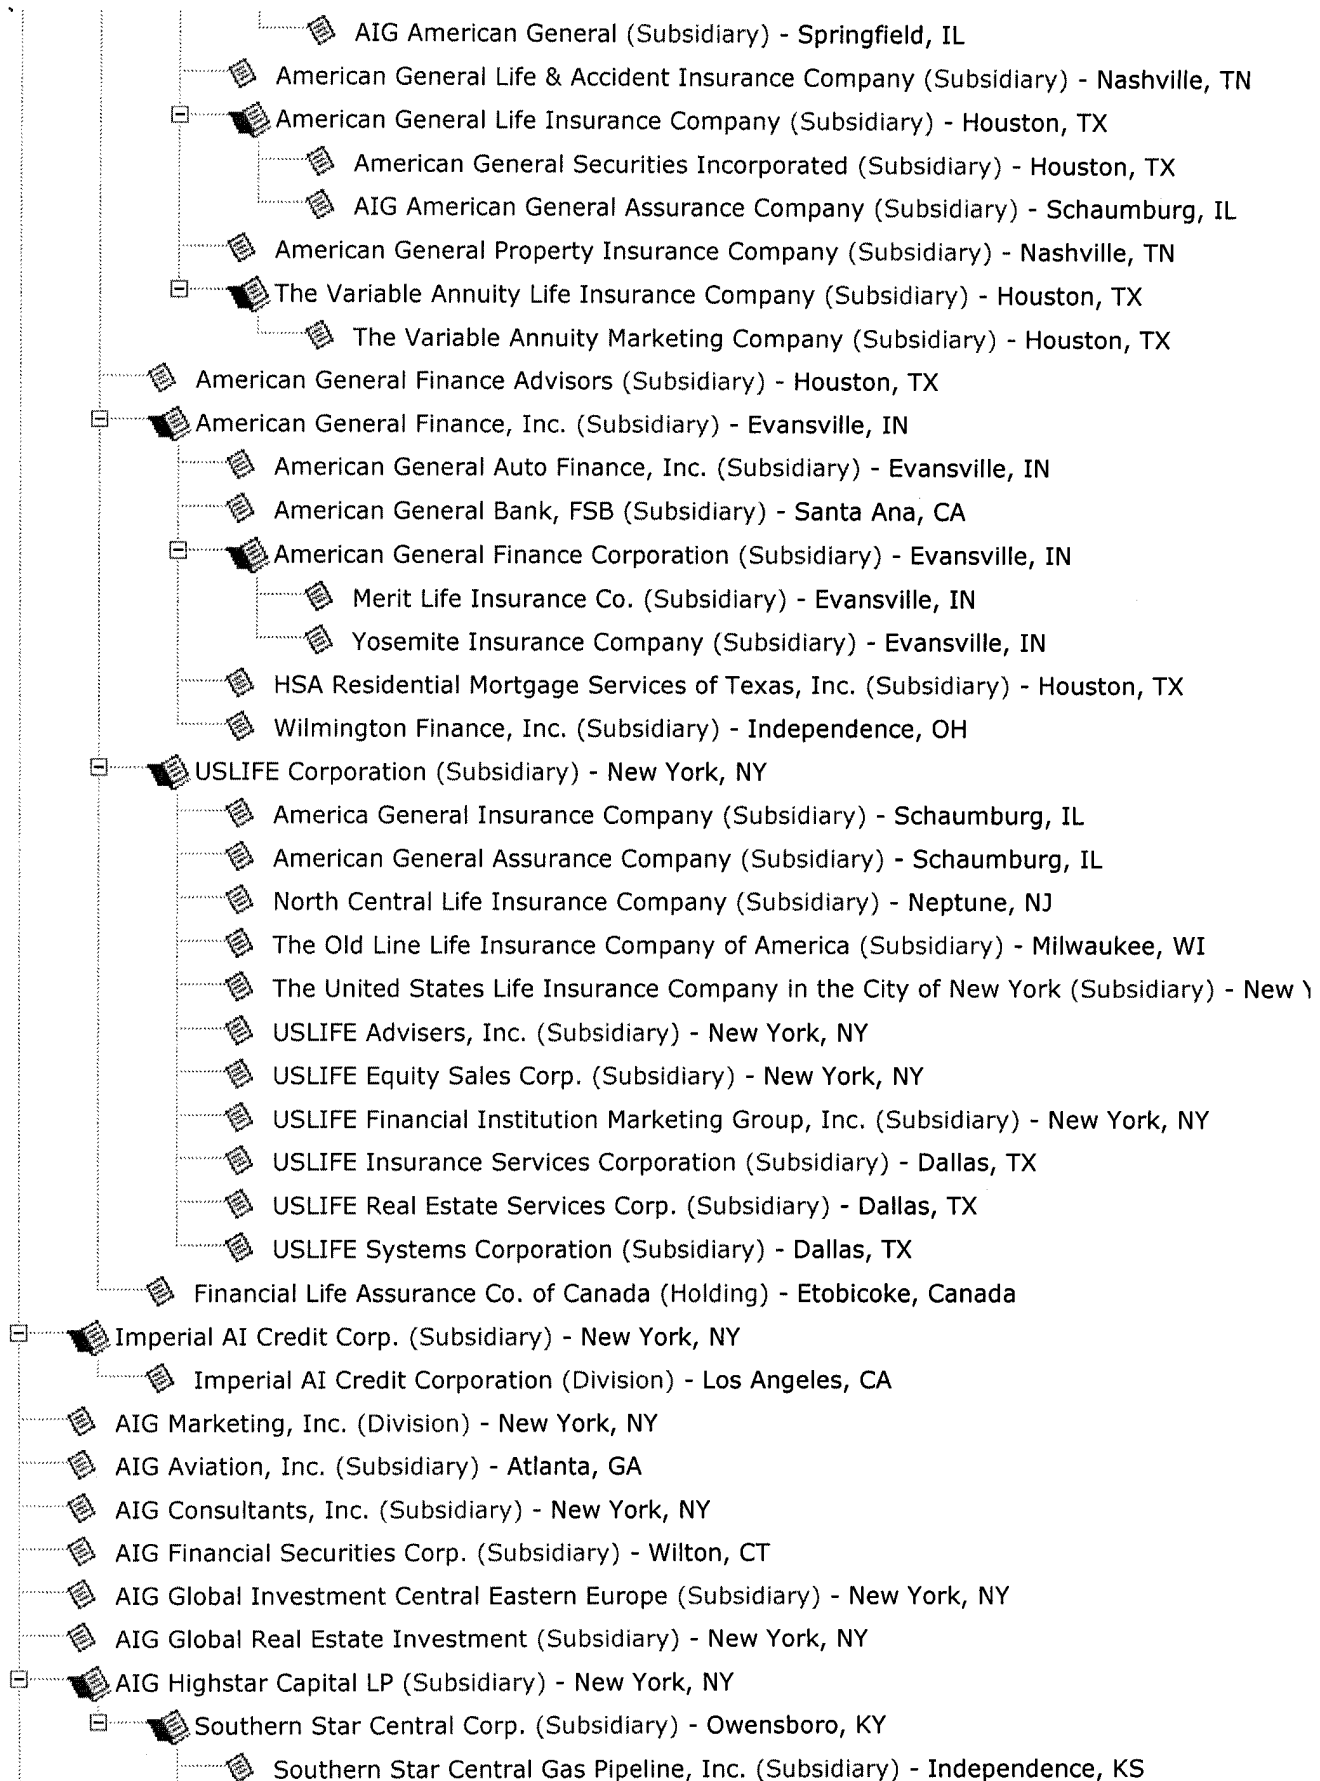 AIG American General (Subsidiary) - Springfield, IL
American General Life & Accident Insurance Company (Subsidiary) - Nashville, TN
American General Life Insurance Company (Subsidiary) - Houston, TX
American General Securities Incorporated (Subsidiary) - Houston, TX
AIG American General Assurance Company (Subsidiary) - Schaumburg, IL
American General Property Insurance Company (Subsidiary) - Nashville, TN
The Variable Annuity Life Insurance Company (Subsidiary) - Houston, TX
The Variable Annuity Marketing Company (Subsidiary) - Houston, TX
American General Finance Advisors (Subsidiary) - Houston, TX
American General Finance, Inc. (Subsidiary) - Evansville, IN
American General Auto Finance, Inc. (Subsidiary) - Evansville, IN
American General Bank, FSB (Subsidiary) - Santa Ana, CA
American General Finance Corporation (Subsidiary) - Evansville, IN
Merit Life Insurance Co. (Subsidiary) - Evansville, IN
Yosemite Insurance Company (Subsidiary) - Evansville, IN
HSA Residential Mortgage Services of Texas, Inc. (Subsidiary) - Houston, TX
Wilmington Finance, Inc. (Subsidiary) - Independence, OH
USLIFE Corporation (Subsidiary) - New York, NY
America General Insurance Company (Subsidiary) - Schaumburg, IL
American General Assurance Company (Subsidiary) - Schaumburg, IL
North Central Life Insurance Company (Subsidiary) - Neptune, NJ
The Old Line Life Insurance Company of America (Subsidiary) - Milwaukee, WI
The United States Life Insurance Company in the City of New York (Subsidiary) - New
USLIFE Advisers, Inc. (Subsidiary) - New York, NY
USLIFE Equity Sales Corp. (Subsidiary) - New York, NY
USLIFE Financial Institution Marketing Group, Inc. (Subsidiary) - New York, NY
USLIFE Insurance Services Corporation (Subsidiary) - Dallas, TX
USLIFE Real Estate Services Corp. (Subsidiary) - Dallas, TX
USLIFE Systems Corporation (Subsidiary) - Dallas, TX
Financial Life Assurance Co. of Canada (Holding) - Etobicoke, Canada
Imperial AI Credit Corp. (Subsidiary) - New York, NY
Imperial AI Credit Corporation (Division) - Los Angeles, CA
AIG Marketing, Inc. (Division) - New York, NY
AIG Aviation, Inc. (Subsidiary) - Atlanta, GA
AIG Consultants, Inc. (Subsidiary) - New York, NY
AIG Financial Securities Corp. (Subsidiary) - Wilton, CT
AIG Global Investment Central Eastern Europe (Subsidiary) - New York, NY
AIG Global Real Estate Investment (Subsidiary) - New York, NY
AIG Highstar Capital LP (Subsidiary) - New York, NY
Southern Star Central Corp. (Subsidiary) - Owensboro, KY
Southern Star Central Gas Pipeline, Inc. (Subsidiary) - Independence, KS